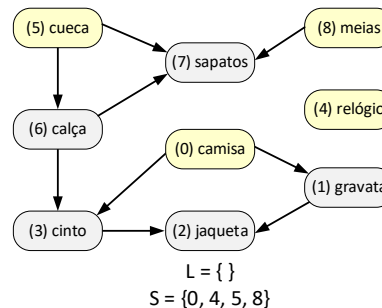 (5) cueca
(8) meias
(7) sapatos
(4) relógio
(6) calça
(0) camisa
(1) gravata
(3) cinto
(2) jaqueta
L = { }
S = {0, 4, 5, 8}